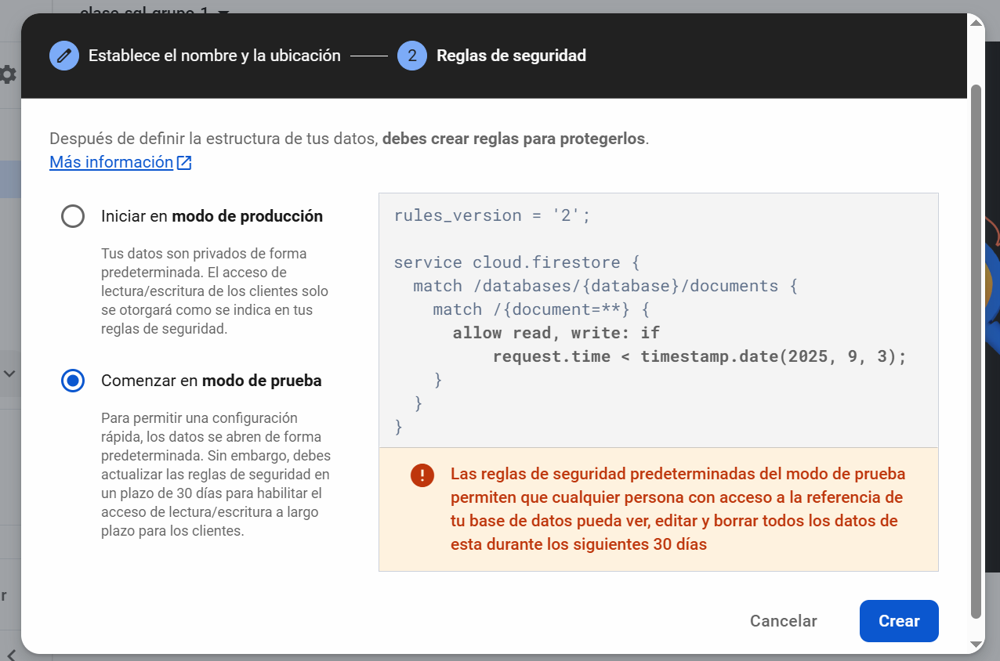 clase-sql-grupo-1
Establece el nombre y la ubicación
2
Reglas de seguridad
Después de definir la estructura de tus datos, debes crear reglas para protegerlos.
Más información
Iniciar en modo de producción
Tus datos son privados de forma
predeterminada. El acceso de
lectura/escritura de los clientes solo
se otorgará como se indica en tus
reglas de seguridad.
Comenzar en modo de prueba
Para permitir una configuración
rápida, los datos se abren de forma
predeterminada. Sin embargo, debes
actualizar las reglas de seguridad en
un plazo de 30 días para habilitar el
acceso de lectura/escritura a largo
plazo para los clientes.
rules_version = '2';
service cloud.firestore {
match /databases/{database}/documents {
match /{document=**} {
allow read, write: if
request.time < timestamp.date(2025, 9, 3);
}
}
}
Las reglas de seguridad predeterminadas del modo de prueba
permiten que cualquier persona con acceso a la referencia de
tu base de datos pueda ver, editar y borrar todos los datos de
esta durante los siguientes 30 días
r
Cancelar
Crear